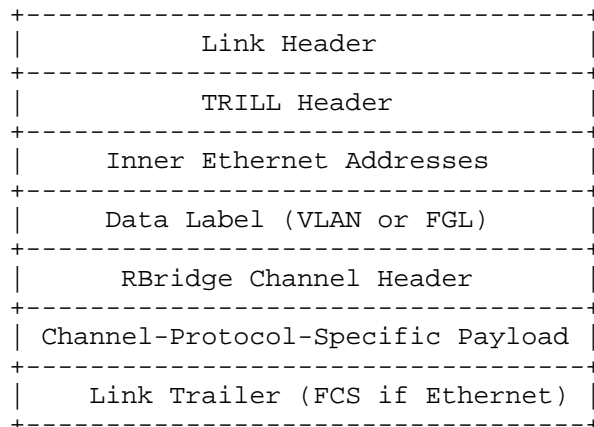 Link Header
TRILL Header
Inner Ethernet Addresses
Data Label (VLAN or FGL)
RBridge Channel Header
Channel-Protocol-Specific Payload
Link Trailer (FCS if Ethernet)